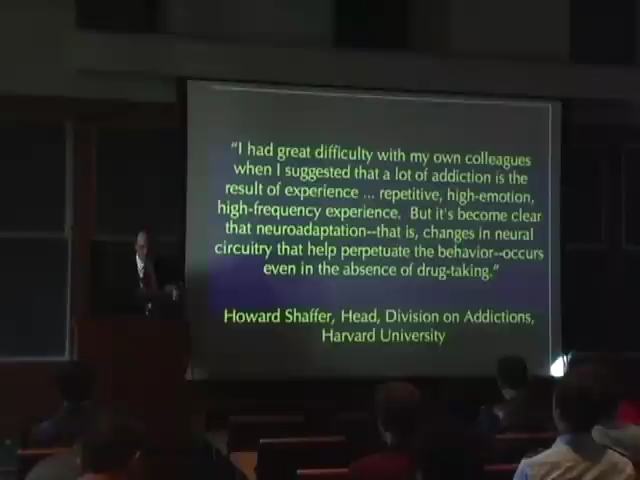 “I had great difficulty with my own colleagues
when I suggested that a lot of addiction is the
result of experience ... repetitive, high-emotion,
high-frequency experience. But it's become clear
that neuroadaptation--that is, changes in neural
circuitry that help perpetuate the behavior--occurs
even in the absence of drug-taking.”
Howard Shaffer, Head, Division on Addictions,
Harvard University